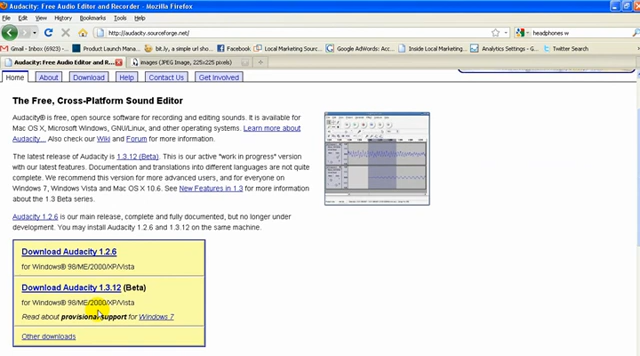 Audacity: Free Audio Editor and Recorder - Mozilla Firefox
File Edit View History Bookmarks Tools Help
http://audacity.sourceforge.net/
headphones w
Gmail - Inbox (6923) - ... Product Launch Mana... bit.ly, a simple url sho... Facebook Local Marketing Sourc... Google AdWords Inside Local Marketing... Analytics Settings - G... Twitter Search
Audacity: Free Audio Editor and R... images (JPEG Image, 225x225 pixels)
Home About Download Help Contact Us Get Involved
The Free, Cross-Platform Sound Editor
Audacity® is free, open source software for recording and editing sounds. It is available for
Mac OS X, Microsoft Windows, GNU/Linux, and other operating systems. Learn more about
Audacity... Also check our Wiki and Forum for more information.
The latest release of Audacity is 1.3.12 (Beta). This is our active "work in progress" version
with our latest features. Documentation and translations into different languages are not quite
complete. We recommend this version for more advanced users, and for everyone on
Windows 7, Windows Vista and Mac OS X 10.6. See New Features in 1.3 for more information
about the 1.3 Beta series.
Audacity 1.2.6 is our main release, complete and fully documented, but no longer under
development. You may install Audacity 1.2.6 and 1.3.12 on the same machine.
Download Audacity 1.2.6
for Windows® 98/ME/2000/XP/Vista
Download Audacity 1.3.12 (Beta)
for Windows® 98/ME/2000/XP/Vista
Read about provisional support for Windows 7
Other downloads